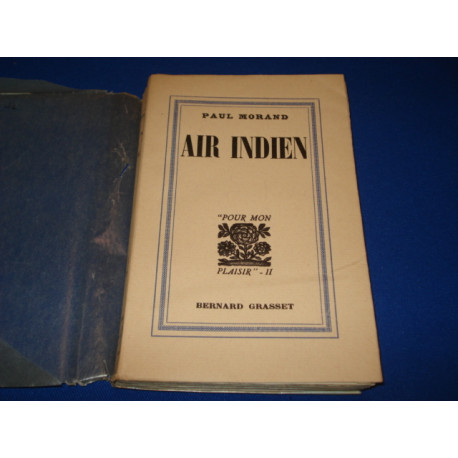 PAUL MORAND
AIR INDIEN
"POUR MON
PLAISIR" - II
BERNARD GRASSET